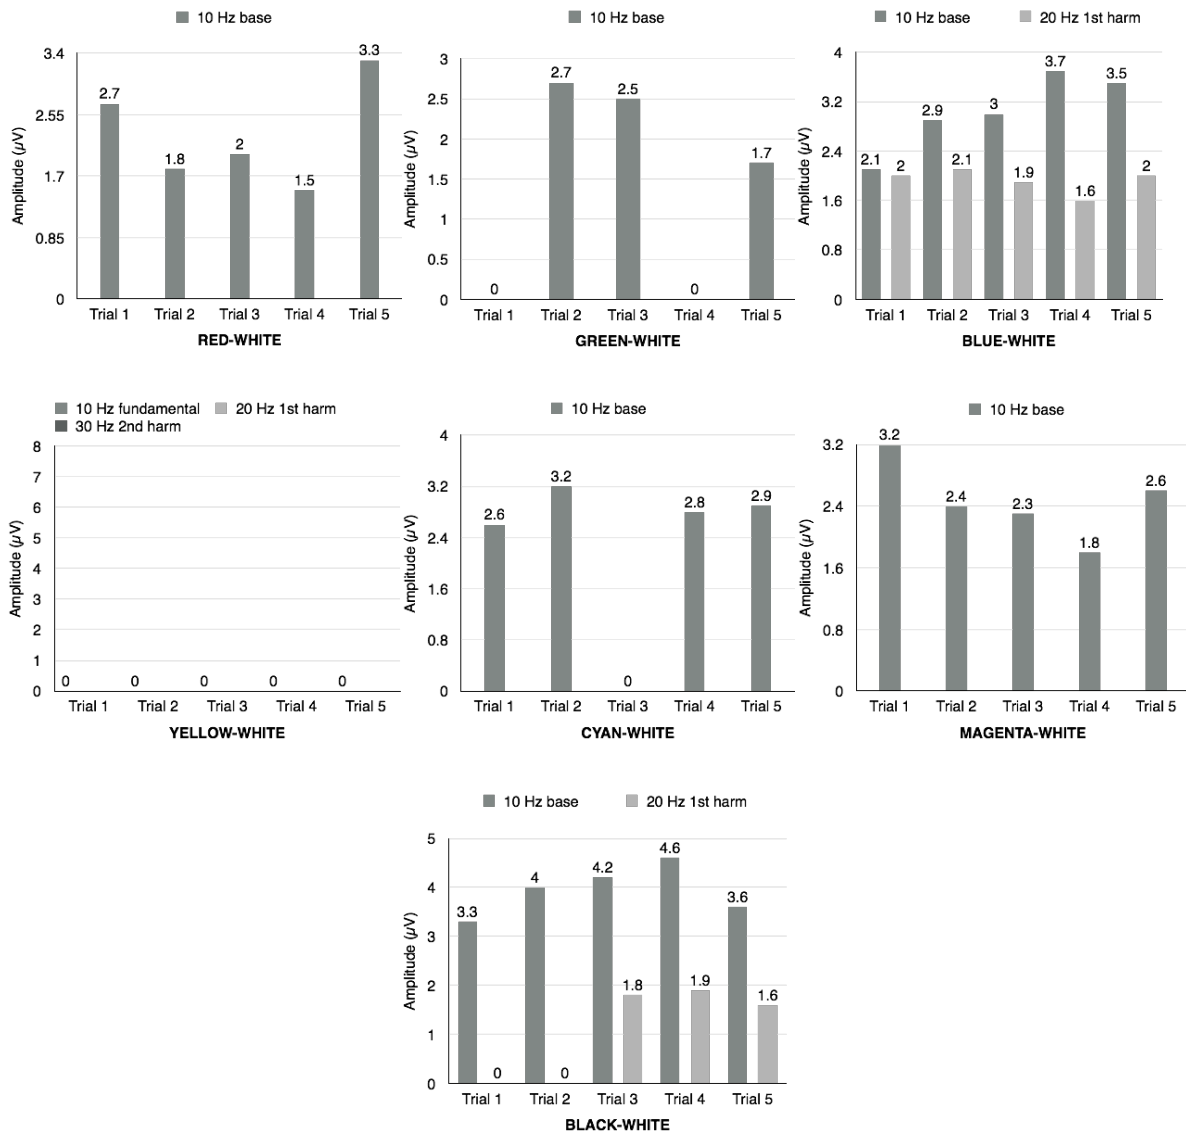 10 Hz base
3.4
2.55
1.7
0.85
0
Amplitude (µV)
2.7
1.8
2
1.5
3.3
Trial 1 Trial 2 Trial 3 Trial 4 Trial 5
RED-WHITE
10 Hz base
3
2.5
2
1.5
1
0.5
0
Amplitude (µV)
0
2.7
2.5
0
1.7
Trial 1 Trial 2 Trial 3 Trial 4 Trial 5
GREEN-WHITE
10 Hz base 20 Hz 1st harm
4
3.2
2.4
1.6
0.8
0
Amplitude (µV)
2.1 2
2.9 2.1
3 1.9
3.7 1.6
3.5 2
Trial 1 Trial 2 Trial 3 Trial 4 Trial 5
BLUE-WHITE
10 Hz fundamental 20 Hz 1st harm
30 Hz 2nd harm
8
7
6
5
4
3
2
1
0
Amplitude (µV)
0 0 0 0 0
Trial 1 Trial 2 Trial 3 Trial 4 Trial 5
YELLOW-WHITE
10 Hz base
4
3.2
2.4
1.6
0.8
0
Amplitude (µV)
2.6
3.2
0
2.8
2.9
Trial 1 Trial 2 Trial 3 Trial 4 Trial 5
CYAN-WHITE
10 Hz base
3.2
2.4
1.6
0.8
0
Amplitude (µV)
3.2
2.4
2.3
1.8
2.6
Trial 1 Trial 2 Trial 3 Trial 4 Trial 5
MAGENTA-WHITE
10 Hz base 20 Hz 1st harm
5
4
3
2
1
0
Amplitude (µV)
3.3 0
4 0
4.2 1.8
4.6 1.9
3.6 1.6
Trial 1 Trial 2 Trial 3 Trial 4 Trial 5
BLACK-WHITE